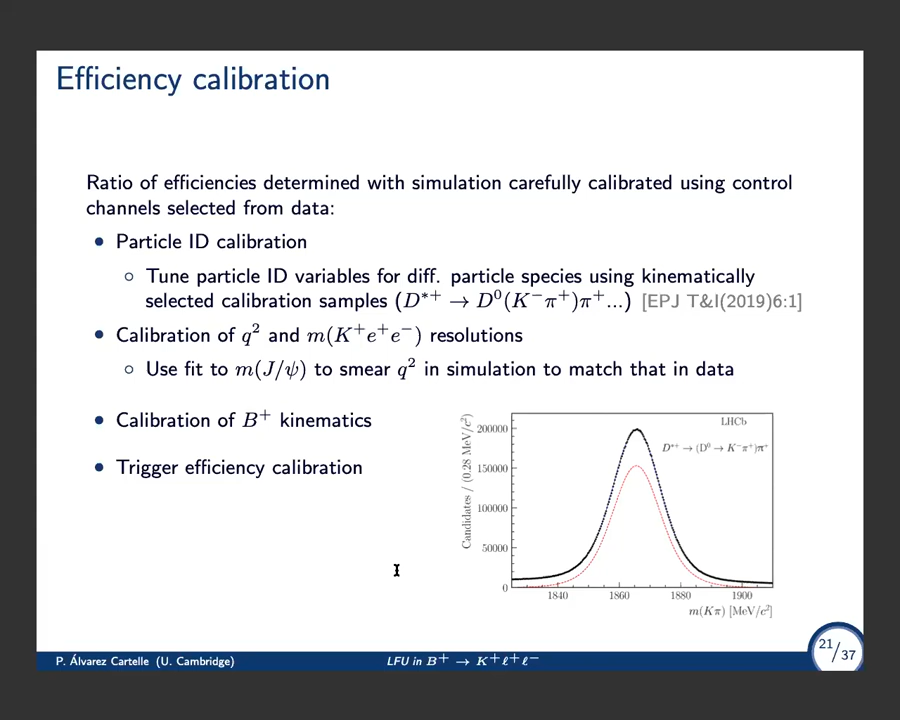 Efficiency calibration
Ratio of efficiencies determined with simulation carefully calibrated using control
channels selected from data:
• Particle ID calibration
◦ Tune particle ID variables for diff. particle species using kinematically
selected calibration samples (D*⁺ → D⁰(K⁻π⁺)π⁺...) [EPJ T&I(2019)6:1]
• Calibration of q² and m(K⁺e⁺e⁻) resolutions
◦ Use fit to m(J/ψ) to smear q² in simulation to match that in data
• Calibration of B⁺ kinematics
• Trigger efficiency calibration
Candidates / (0.28 MeV/c²)
200000
150000
100000
50000
0
LHCb
D*⁺ → (D⁰ → K⁻π⁺)π⁺
1840 1860 1880 1900
m(Kπ) [MeV/c²]
P. Álvarez Cartelle (U. Cambridge)
LFU in B⁺ → K⁺ℓ⁺ℓ⁻
21/37